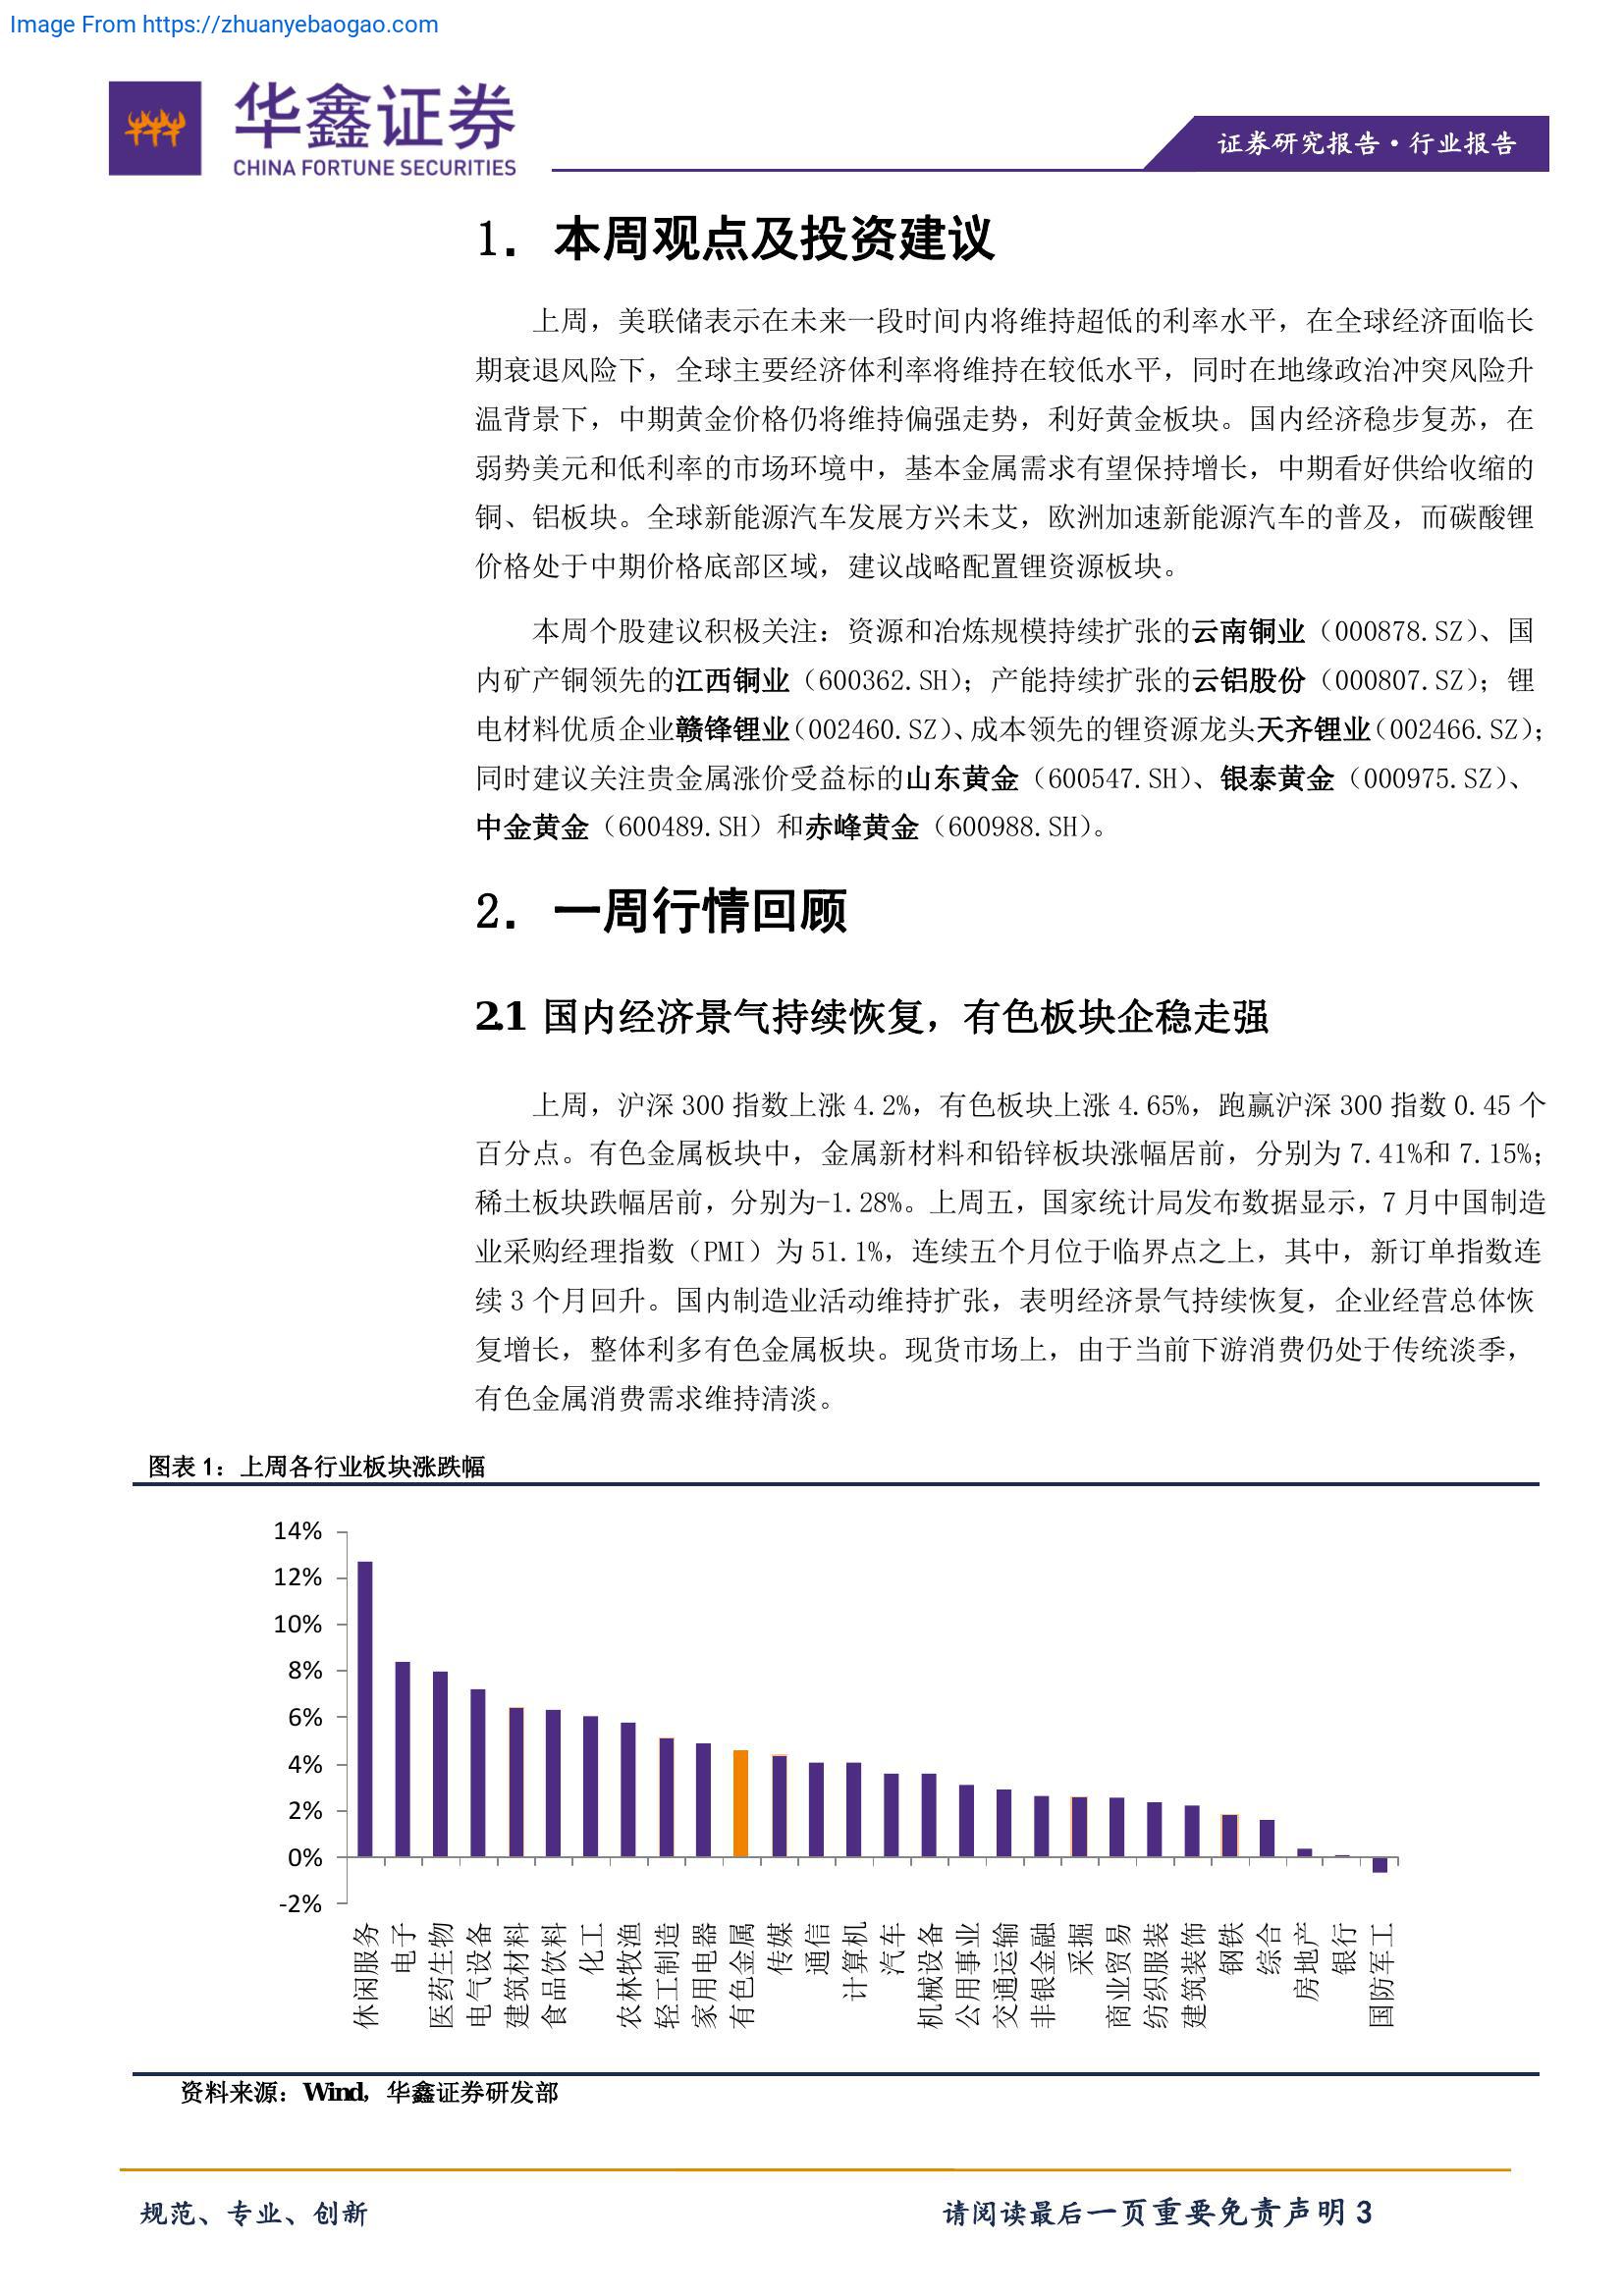 Image From https://zhuanyebaogao.com
华鑫证券
CHINA FORTUNE SECURITIES
证券研究报告·行业报告
1. 本周观点及投资建议
上周，美联储表示在未来一段时间内将维持超低的利率水平，在全球经济面临长
期衰退风险下，全球主要经济体利率将维持在较低水平，同时在地缘政治冲突风险升
温背景下，中期黄金价格仍将维持偏强走势，利好黄金板块。国内经济稳步复苏，在
弱势美元和低利率的市场环境中，基本金属需求有望保持增长，中期看好供给收缩的
铜、铝板块。全球新能源汽车发展方兴未艾，欧洲加速新能源汽车的普及，而碳酸锂
价格处于中期价格底部区域，建议战略配置锂资源板块。
本周个股建议积极关注：资源和冶炼规模持续扩张的云南铜业（000878.SZ）、国
内矿产铜领先的江西铜业（600362.SH）；产能持续扩张的云铝股份（000807.SZ）；锂
电材料优质企业赣锋锂业（002460.SZ）、成本领先的锂资源龙头天齐锂业（002466.SZ）；
同时建议关注贵金属涨价受益标的山东黄金（600547.SH）、银泰黄金（000975.SZ）、
中金黄金（600489.SH）和赤峰黄金（600988.SH）。
2. 一周行情回顾
2.1 国内经济景气持续恢复，有色板块企稳走强
上周，沪深 300 指数上涨 4.2%，有色板块上涨 4.65%，跑赢沪深 300 指数 0.45 个
百分点。有色金属板块中，金属新材料和铅锌板块涨幅居前，分别为 7.41%和 7.15%；
稀土板块跌幅居前，分别为-1.28%。上周五，国家统计局发布数据显示，7 月中国制造
业采购经理指数（PMI）为 51.1%，连续五个月位于临界点之上，其中，新订单指数连
续 3 个月回升。国内制造业活动维持扩张，表明经济景气持续恢复，企业经营总体恢
复增长，整体利多有色金属板块。现货市场上，由于当前下游消费仍处于传统淡季，
有色金属消费需求维持清淡。
图表 1：上周各行业板块涨跌幅
14%
12%
10%
8%
6%
4%
2%
0%
-2%
休闲服务
电子
医药生物
电气设备
建筑材料
食品饮料
化工
农林牧渔
轻工制造
家用电器
有色金属
传媒
通信
计算机
汽车
机械设备
公用事业
交通运输
非银金融
采掘
商业贸易
纺织服装
建筑装饰
钢铁
综合
房地产
银行
国防军工
资料来源：Wind，华鑫证券研发部
规范、专业、创新
请阅读最后一页重要免责声明 3